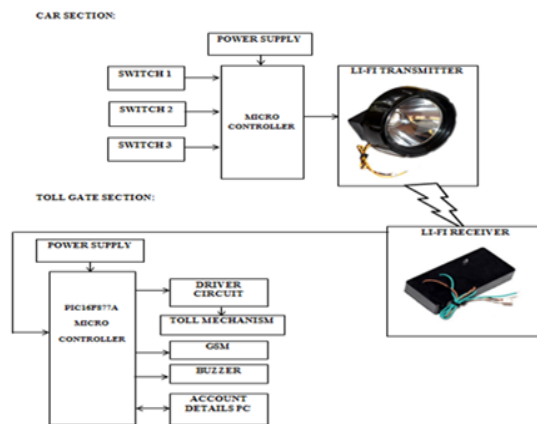 CAR SECTION:
POWER SUPPLY
SWITCH 1
SWITCH 2
SWITCH 3
MICRO
CONTROLLER
LI-FI TRANSMITTER
TOLL GATE SECTION:
LI-FI RECEIVER
POWER SUPPLY
PIC16F877A
MICRO
CONTROLLER
DRIVER
CIRCUIT
TOLL MECHANISM
GSM
BUZZER
ACCOUNT
DETAILS PC